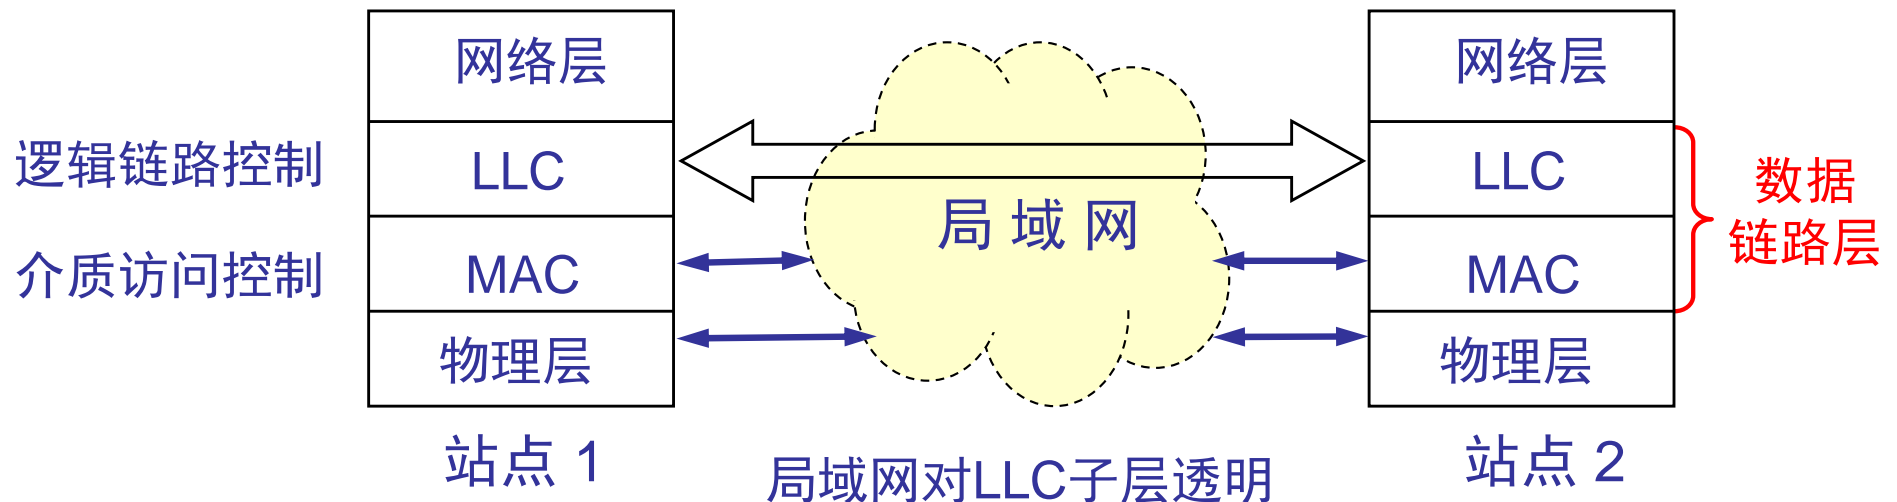 网络层
网络层
逻辑链路控制
LLC
LLC
数据
链路层
局域网
介质访问控制
MAC
MAC
物理层
物理层
站点 1
站点 2
局域网对LLC子层透明